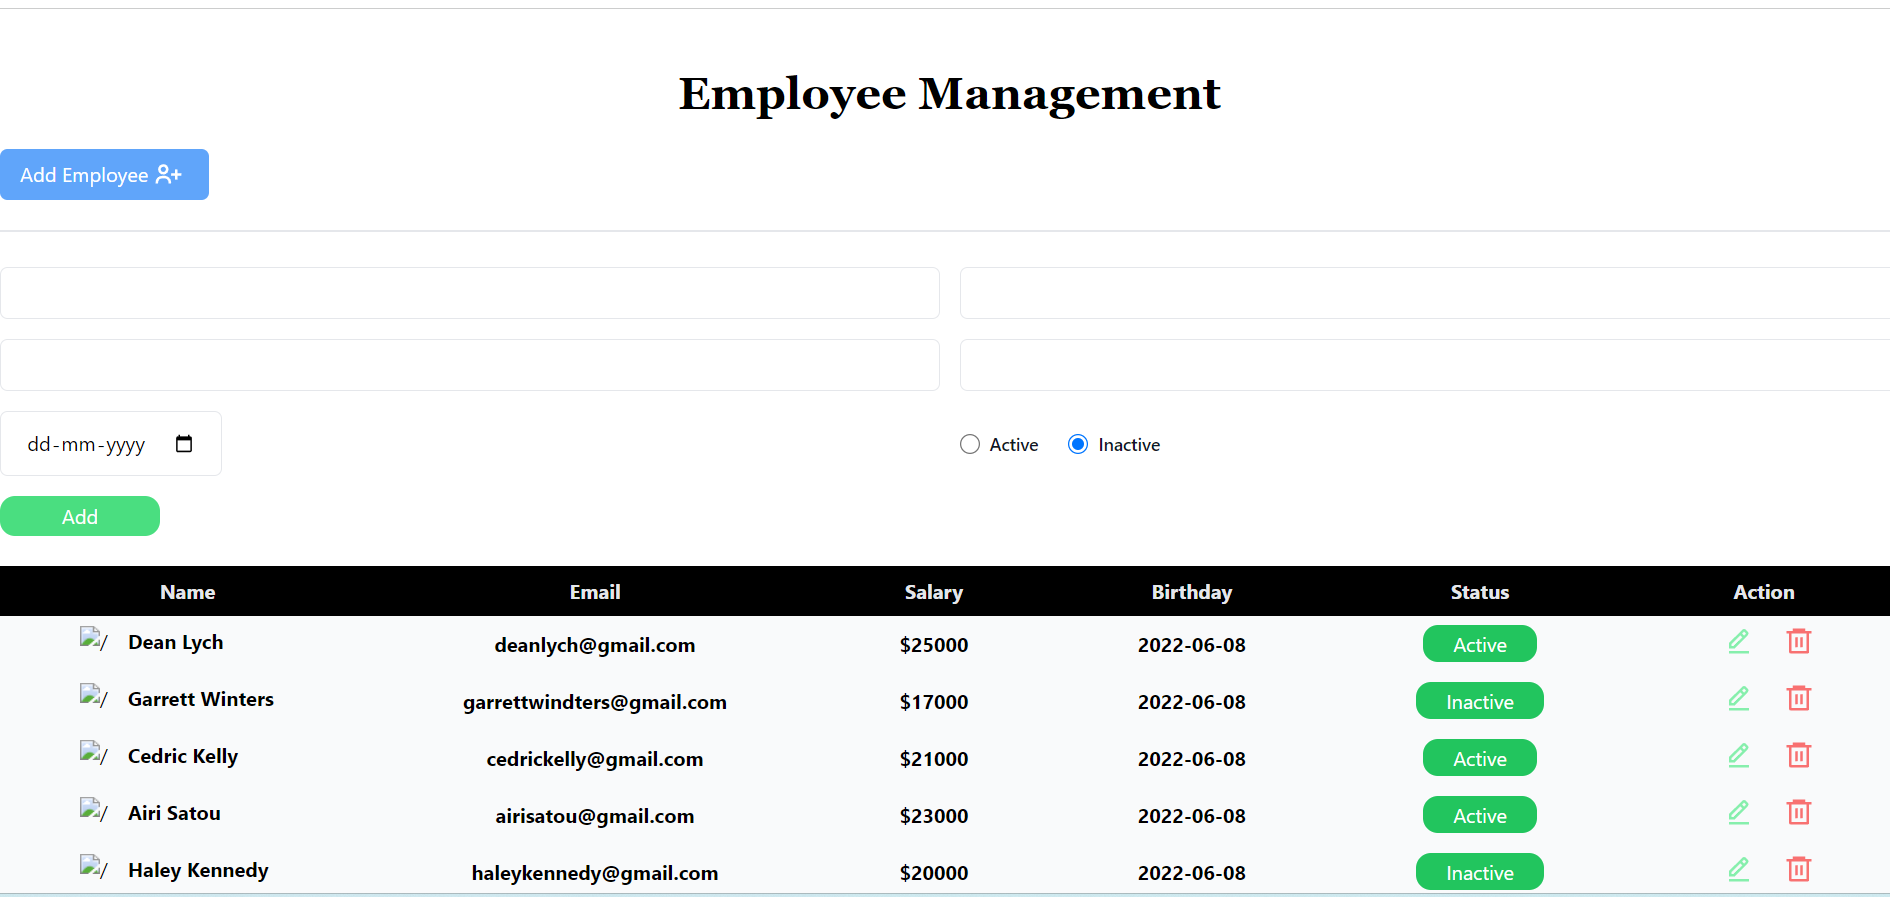 Employee Management
Add Employee
dd-mm-yyyy
Active Inactive
Add
Name Email Salary Birthday Status Action
/ Dean Lych deanlych@gmail.com $25000 2022-06-08 Active
/ Garrett Winters garrettwindters@gmail.com $17000 2022-06-08 Inactive
/ Cedric Kelly cedrickelly@gmail.com $21000 2022-06-08 Active
/ Airi Satou airisatou@gmail.com $23000 2022-06-08 Active
/ Haley Kennedy haleykennedy@gmail.com $20000 2022-06-08 Inactive